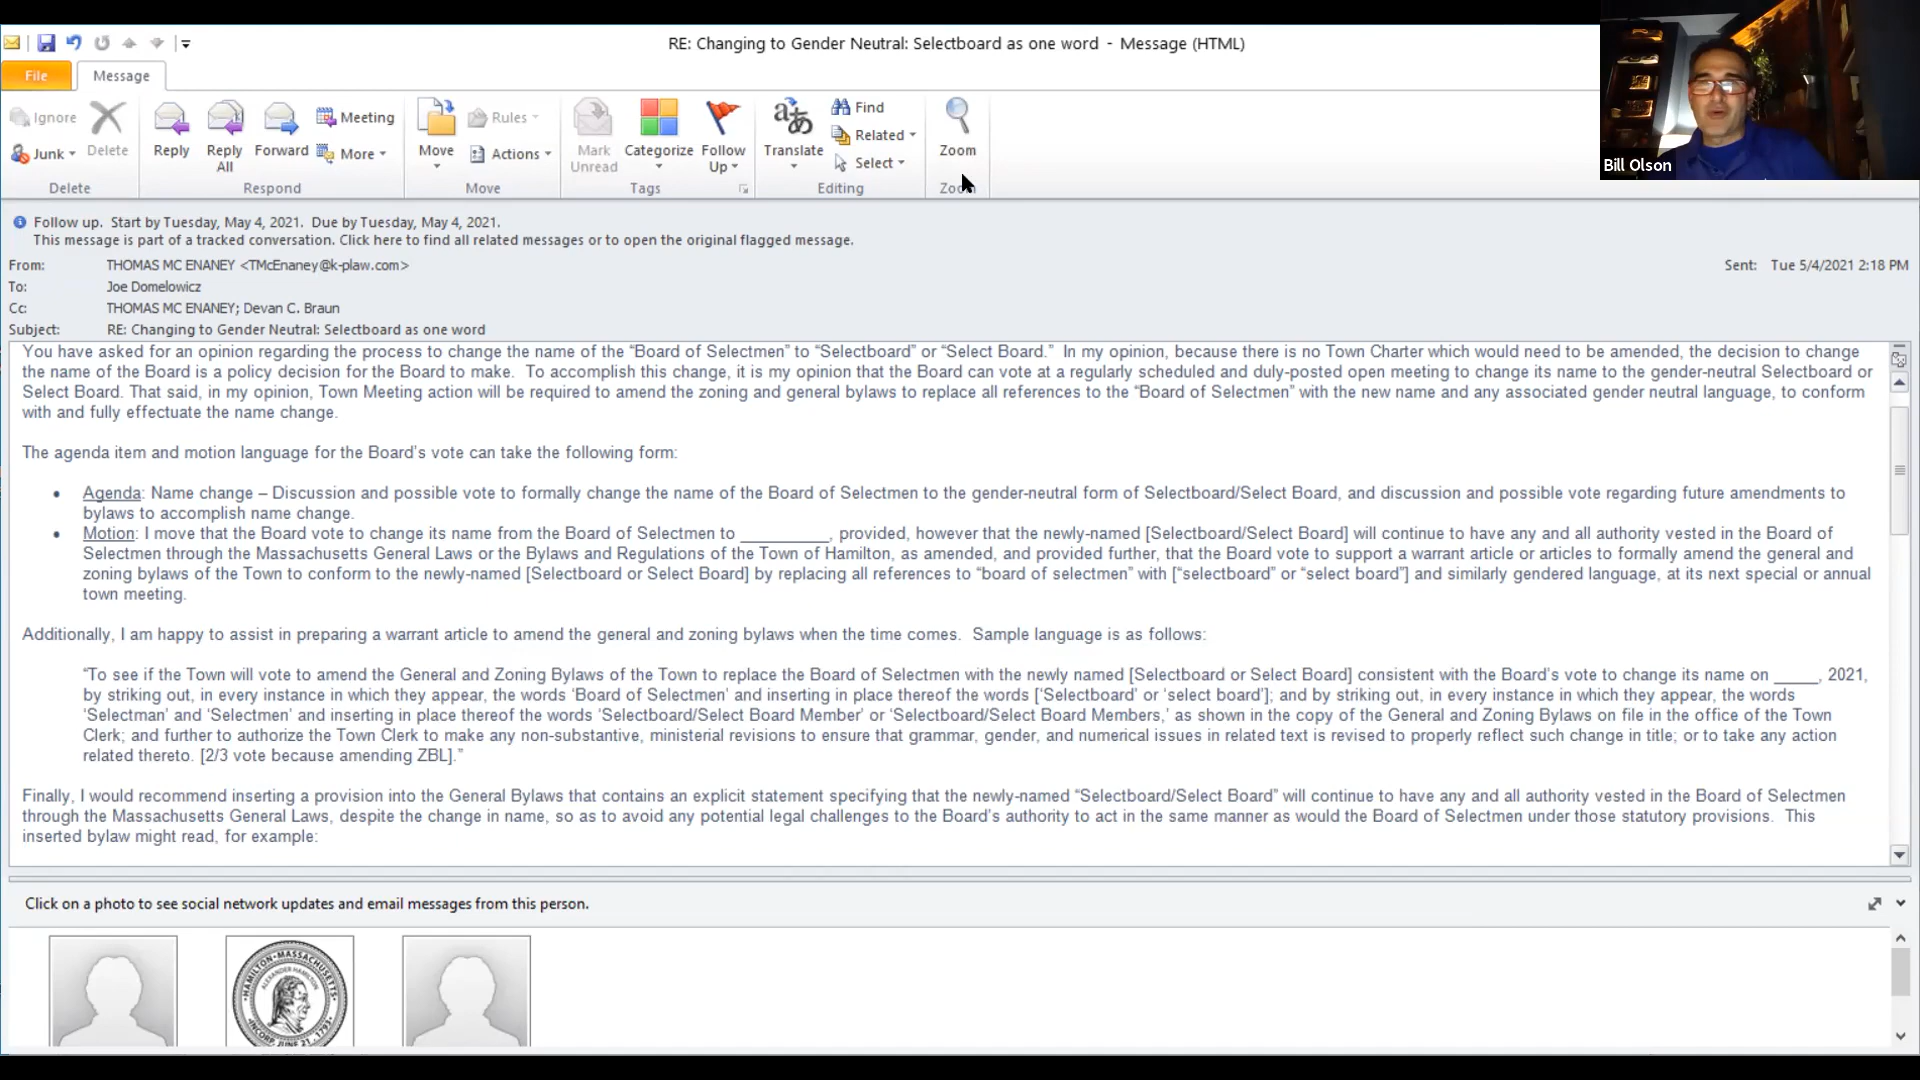 RE: Changing to Gender Neutral: Selectboard as one word - Message (HTML)
File
Message
Ignore
Junk
Delete
Delete
Reply
Reply All
Forward
Meeting
More
Respond
Move
Rules
Actions
Move
Mark Unread
Categorize
Follow Up
Tags
Translate
Find
Related
Select
Editing
Zoom
Zoom
Bill Olson
Follow up. Start by Tuesday, May 4, 2021. Due by Tuesday, May 4, 2021.
This message is part of a tracked conversation. Click here to find all related messages or to open the original flagged message.
From: THOMAS MC ENANEY <TMcEnaney@k-plaw.com> Sent: Tue 5/4/2021 2:18 PM
To: Joe Domelowicz
Cc: THOMAS MC ENANEY; Devan C. Braun
Subject: RE: Changing to Gender Neutral: Selectboard as one word
You have asked for an opinion regarding the process to change the name of the “Board of Selectmen” to “Selectboard” or “Select Board.” In my opinion, because there is no Town Charter which would need to be amended, the decision to change
the name of the Board is a policy decision for the Board to make. To accomplish this change, it is my opinion that the Board can vote at a regularly scheduled and duly-posted open meeting to change its name to the gender-neutral Selectboard or
Select Board. That said, in my opinion, Town Meeting action will be required to amend the zoning and general bylaws to replace all references to the “Board of Selectmen” with the new name and any associated gender neutral language, to conform
with and fully effectuate the name change.
The agenda item and motion language for the Board’s vote can take the following form:
• Agenda: Name change – Discussion and possible vote to formally change the name of the Board of Selectmen to the gender-neutral form of Selectboard/Select Board, and discussion and possible vote regarding future amendments to
bylaws to accomplish name change.
• Motion: I move that the Board vote to change its name from the Board of Selectmen to __________, provided, however that the newly-named [Selectboard/Select Board] will continue to have any and all authority vested in the Board of
Selectmen through the Massachusetts General Laws or the Bylaws and Regulations of the Town of Hamilton, as amended, and provided further, that the Board vote to support a warrant article or articles to formally amend the general and
zoning bylaws of the Town to conform to the newly-named [Selectboard or Select Board] by replacing all references to “board of selectmen” with [“selectboard” or “select board”] and similarly gendered language, at its next special or annual
town meeting.
Additionally, I am happy to assist in preparing a warrant article to amend the general and zoning bylaws when the time comes. Sample language is as follows:
“To see if the Town will vote to amend the General and Zoning Bylaws of the Town to replace the Board of Selectmen with the newly named [Selectboard or Select Board] consistent with the Board’s vote to change its name on _____, 2021,
by striking out, in every instance in which they appear, the words ‘Board of Selectmen’ and inserting in place thereof the words [‘Selectboard’ or ‘select board’]; and by striking out, in every instance in which they appear, the words
‘Selectman’ and ‘Selectmen’ and inserting in place thereof the words ‘Selectboard/Select Board Member’ or ‘Selectboard/Select Board Members,’ as shown in the copy of the General and Zoning Bylaws on file in the office of the Town
Clerk; and further to authorize the Town Clerk to make any non-substantive, ministerial revisions to ensure that grammar, gender, and numerical issues in related text is revised to properly reflect such change in title; or to take any action
related thereto. [2/3 vote because amending ZBL].”
Finally, I would recommend inserting a provision into the General Bylaws that contains an explicit statement specifying that the newly-named “Selectboard/Select Board” will continue to have any and all authority vested in the Board of Selectmen
through the Massachusetts General Laws, despite the change in name, so as to avoid any potential legal challenges to the Board’s authority to act in the same manner as would the Board of Selectmen under those statutory provisions. This
inserted bylaw might read, for example:
Click on a photo to see social network updates and email messages from this person.
HAMILTON MASSACHUSETTS
ALEXANDER HAMILTON
INCORP. JUNE 21, 1793